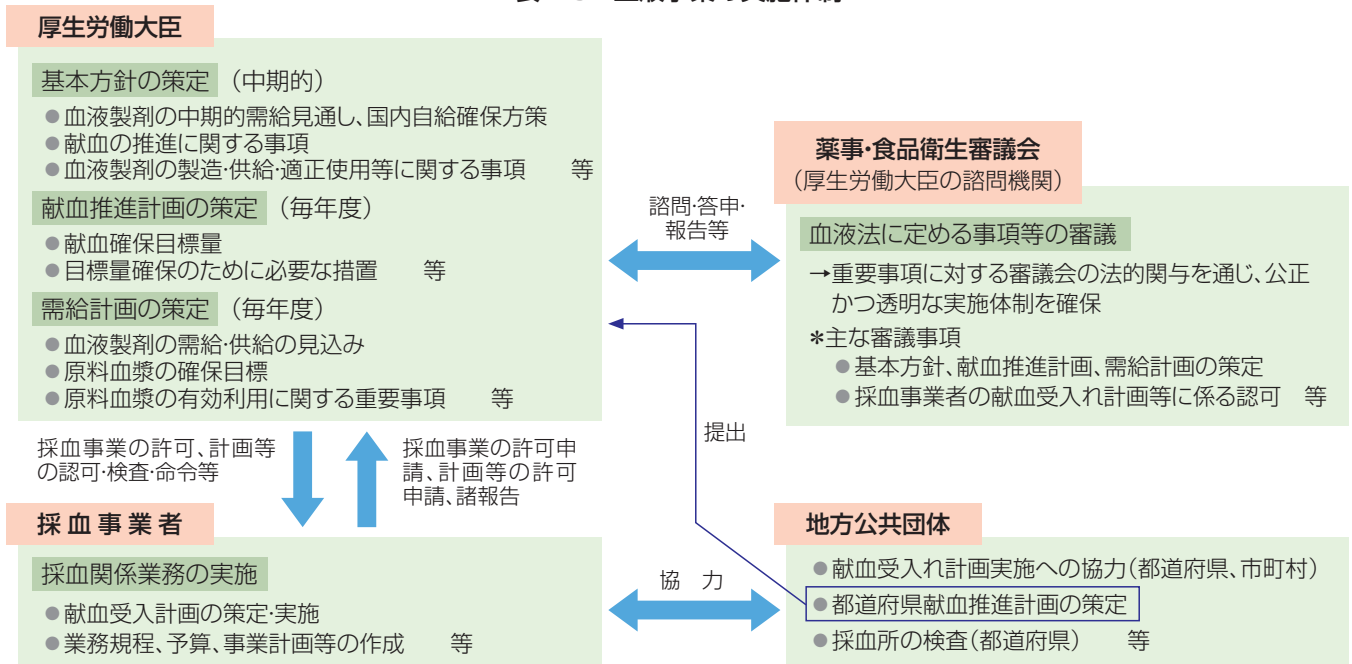 厚生労働大臣
基本方針の策定（中期的）
●血液製剤の中期的需給見通し、国内自給確保方策
●献血の推進に関する事項
●血液製剤の製造・供給・適正使用等に関する事項　等
献血推進計画の策定（毎年度）
●献血確保目標量
●目標量確保のために必要な措置　等
需給計画の策定（毎年度）
●血液製剤の需給・供給の見込み
●原料血漿の確保目標
●原料血漿の有効利用に関する重要事項　等
諮問・答申・
報告等
薬事・食品衛生審議会
（厚生労働大臣の諮問機関）
血液法に定める事項等の審議
→重要事項に対する審議会の法的関与を通じ、公正
かつ透明な実施体制を確保
＊主な審議事項
●基本方針、献血推進計画、需給計画の策定
●採血事業者の献血受入れ計画等に係る認可　等
採血事業の許可、計画等
の認可・検査・命令等
採血事業の許可申
請、計画等の許可
申請、諸報告
提出
採血事業者
採血関係業務の実施
●献血受入計画の策定・実施
●業務規程、予算、事業計画等の作成　等
協　力
地方公共団体
●献血受入れ計画実施への協力（都道府県、市町村）
●都道府県献血推進計画の策定
●採血所の検査（都道府県）　等